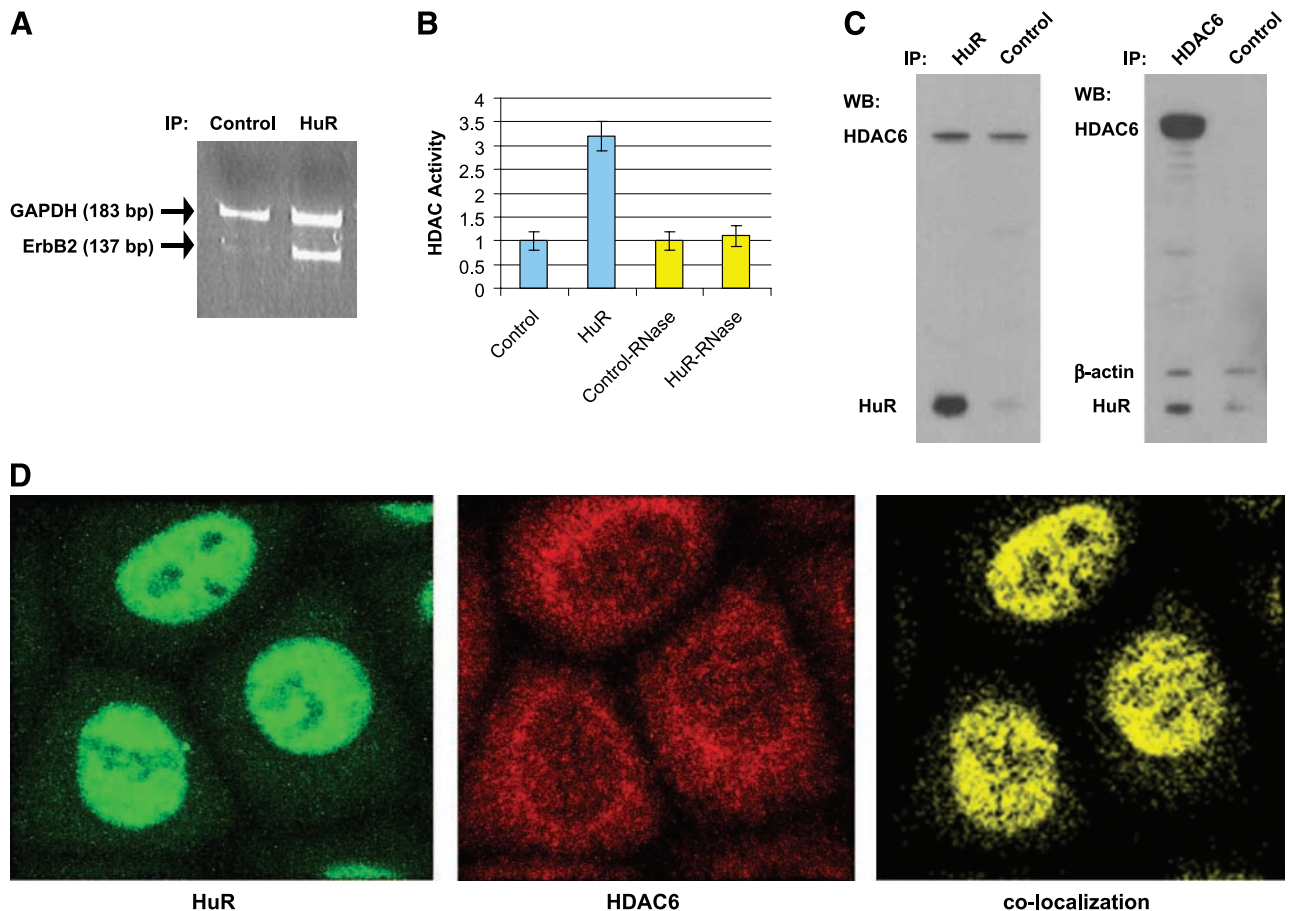 A
IP: Control HuR
GAPDH (183 bp)
ErbB2 (137 bp)
B
HDAC Activity
4
3.5
3
2.5
2
1.5
1
0.5
0
Control
HuR
Control-RNase
HuR-RNase
C
IP: HuR Control
WB:
HDAC6
HuR
IP: HDAC6 Control
WB:
HDAC6
β-actin
HuR
D
HuR
HDAC6
co-localization